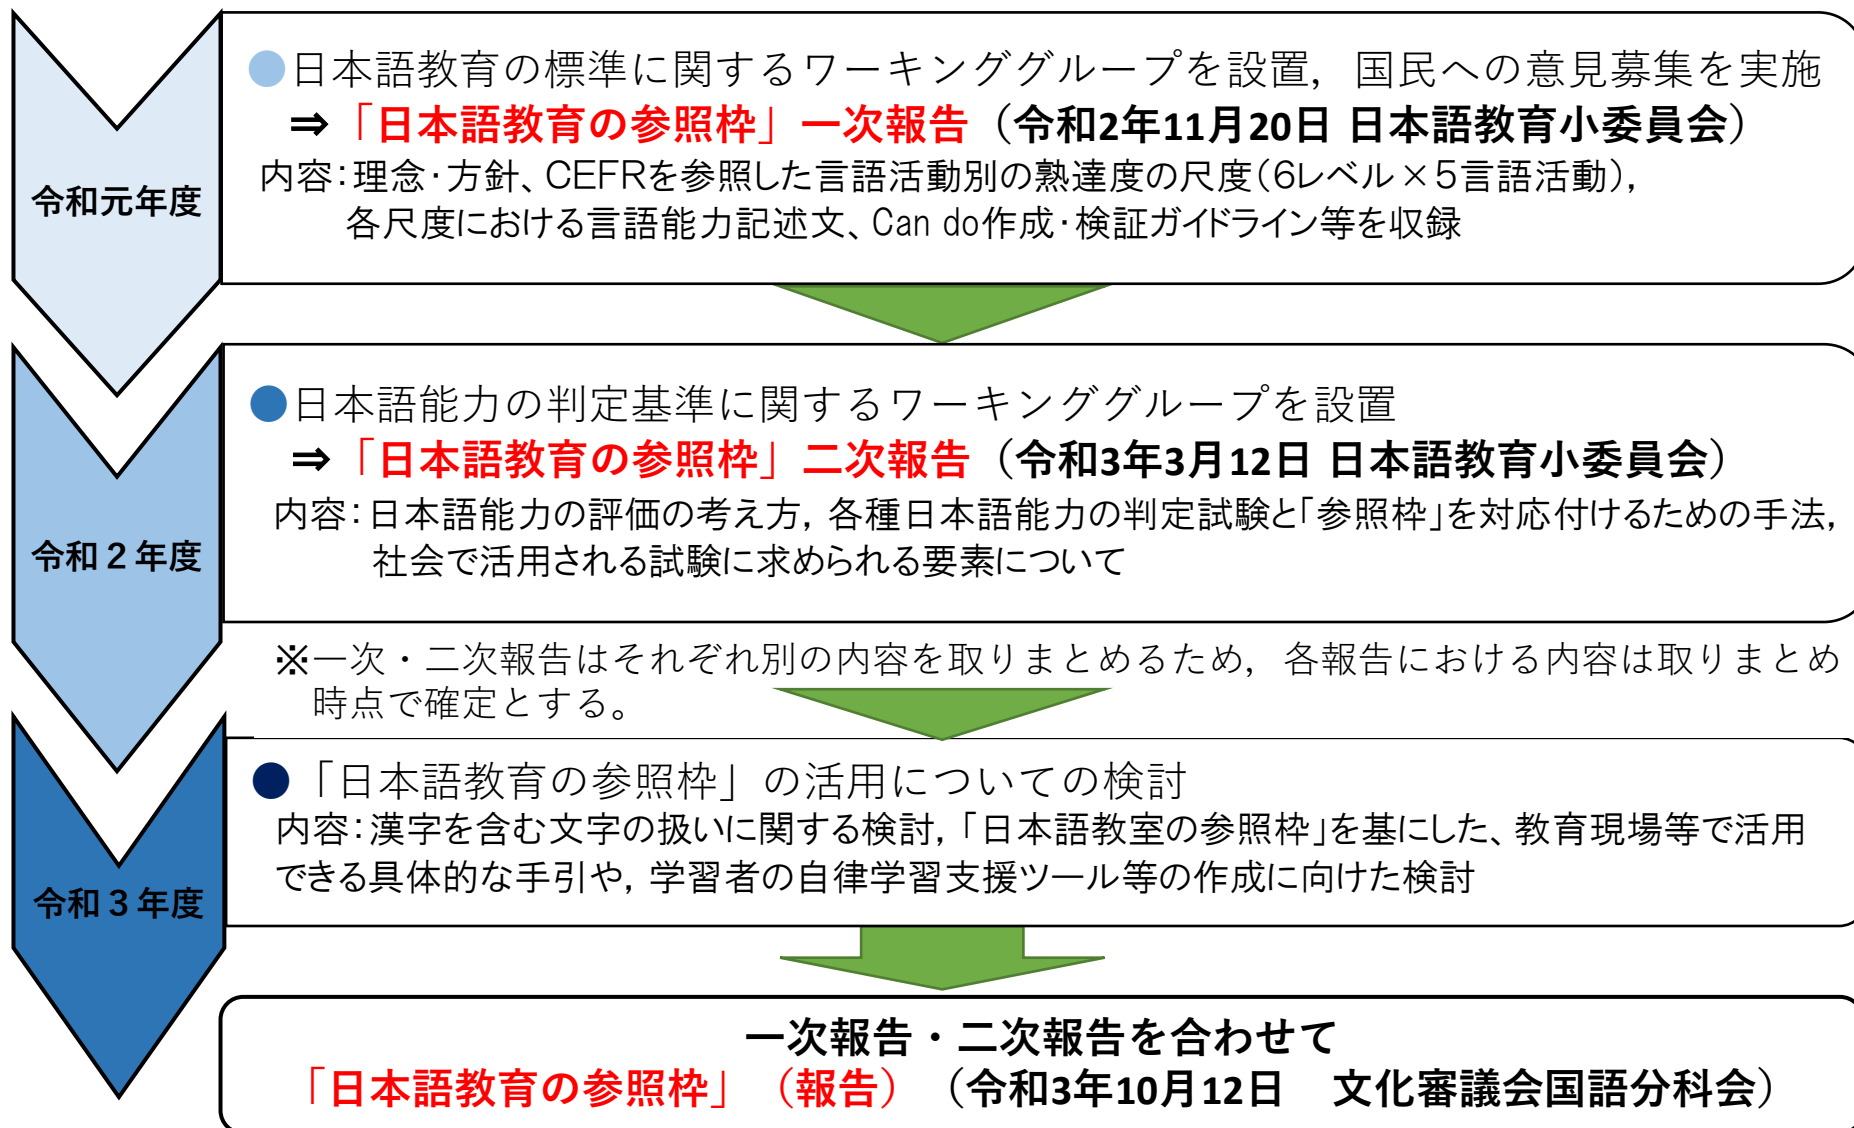 令和元年度
●日本語教育の標準に関するワーキンググループを設置，国民への意見募集を実施
⇒「日本語教育の参照枠」一次報告（令和2年11月20日 日本語教育小委員会）
内容：理念・方針、CEFRを参照した言語活動別の熟達度の尺度（6レベル×5言語活動），
各尺度における言語能力記述文、Can do作成・検証ガイドライン等を収録
令和２年度
●日本語能力の判定基準に関するワーキンググループを設置
⇒「日本語教育の参照枠」二次報告（令和3年3月12日 日本語教育小委員会）
内容：日本語能力の評価の考え方，各種日本語能力の判定試験と「参照枠」を対応付けるための手法，
社会で活用される試験に求められる要素について
※一次・二次報告はそれぞれ別の内容を取りまとめるため，各報告における内容は取りまとめ
時点で確定とする。
令和３年度
●「日本語教育の参照枠」の活用についての検討
内容：漢字を含む文字の扱いに関する検討，「日本語教室の参照枠」を基にした、教育現場等で活用
できる具体的な手引や，学習者の自律学習支援ツール等の作成に向けた検討
一次報告・二次報告を合わせて
「日本語教育の参照枠」（報告）（令和3年10月12日　文化審議会国語分科会）